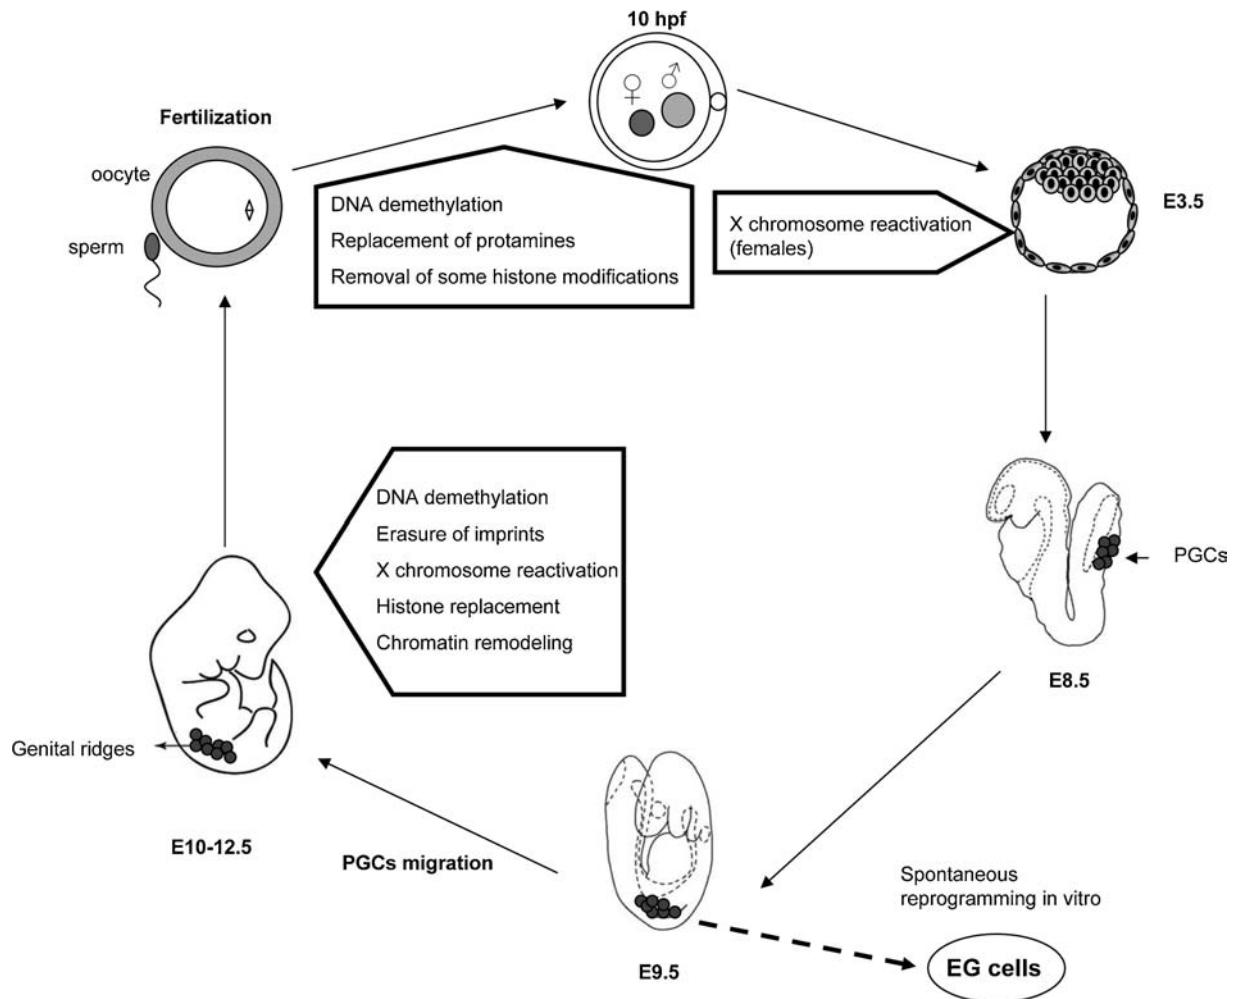 10 hpf
Fertilization
oocyte
sperm
DNA demethylation
Replacement of protamines
Removal of some histone modifications
X chromosome reactivation
(females)
E3.5
DNA demethylation
Erasure of imprints
X chromosome reactivation
Histone replacement
Chromatin remodeling
PGCs
E8.5
Genital ridges
E10-12.5
PGCs migration
E9.5
Spontaneous
reprogramming in vitro
EG cells